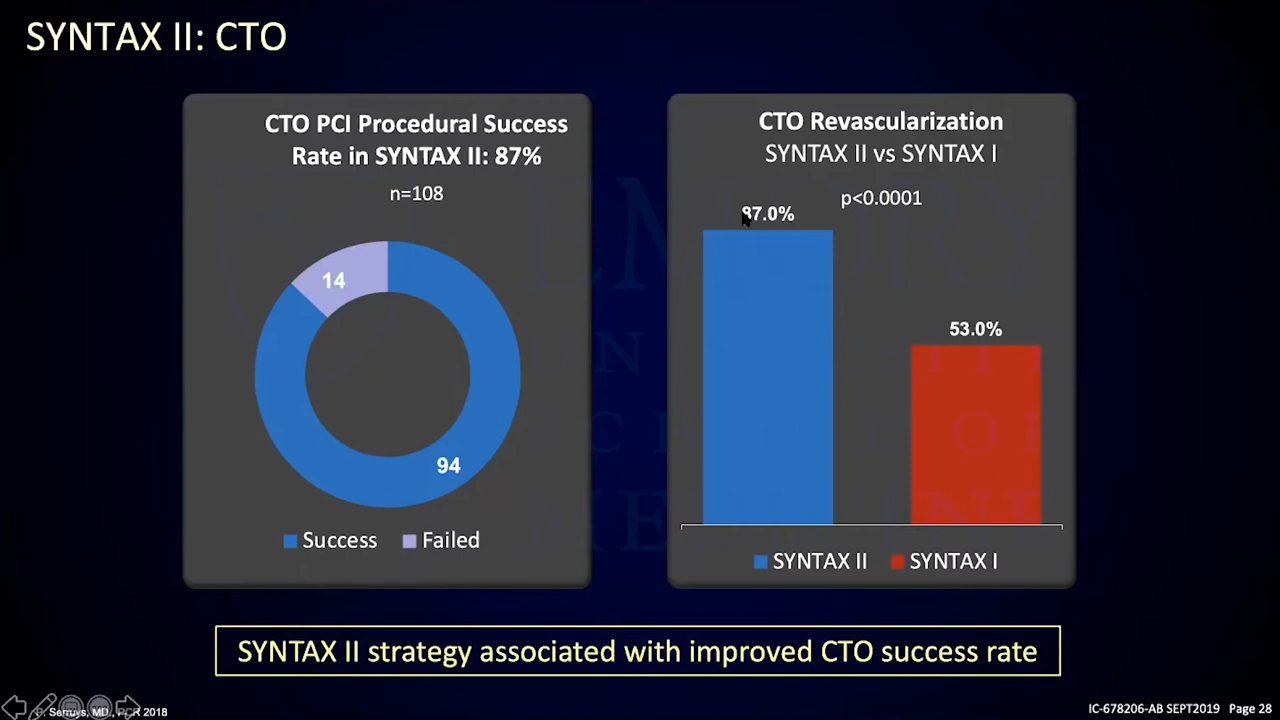 SYNTAX II: CTO
CTO PCI Procedural Success
Rate in SYNTAX II: 87%
n=108
14
94
Success Failed
CTO Revascularization
SYNTAX II vs SYNTAX I
p<0.0001
87.0%
53.0%
SYNTAX II SYNTAX I
SYNTAX II strategy associated with improved CTO success rate
Serruys, MD., PCR 2018
IC-678206-AB SEPT2019 Page 28